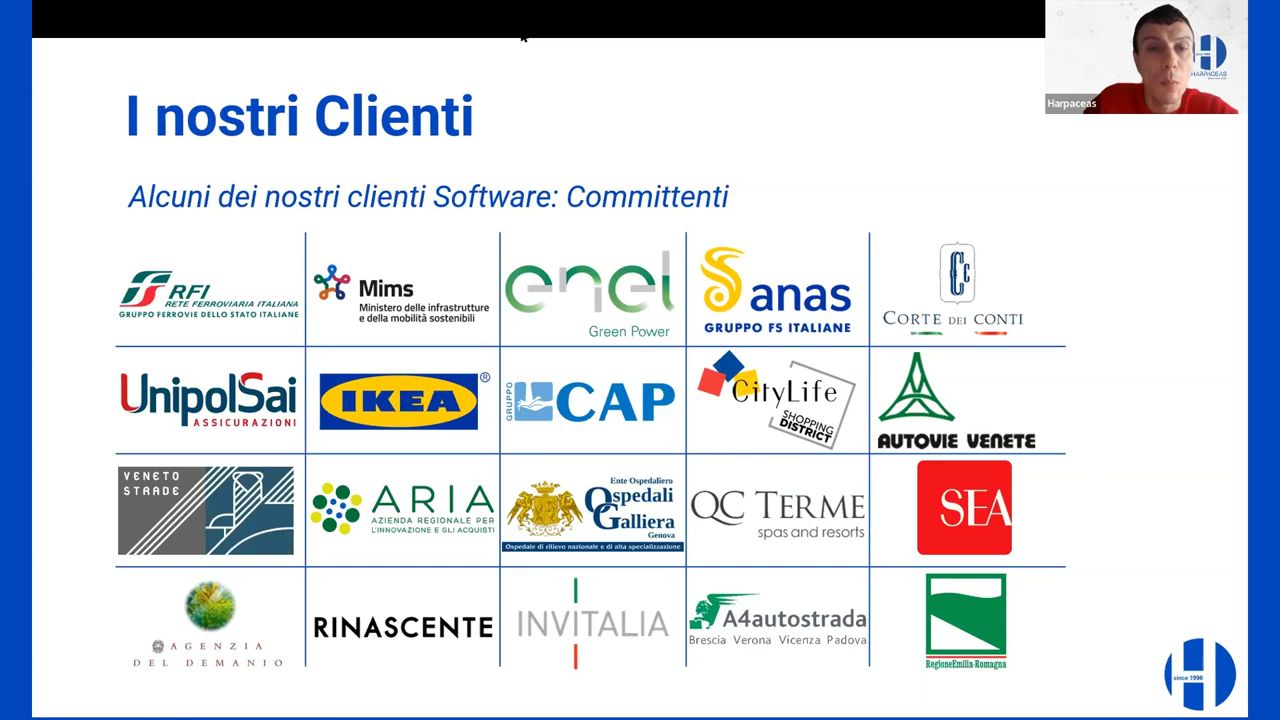 since 1990
HARPACEAS
Harpaceas
I nostri Clienti
Alcuni dei nostri clienti Software: Committenti
RFI
RETE FERROVIARIA ITALIANA
GRUPPO FERROVIE DELLO STATO ITALIANE
Mims
Ministero delle infrastrutture
e della mobilità sostenibili
enel
Green Power
anas
GRUPPO FS ITALIANE
CORTE DEI CONTI
UnipolSai
ASSICURAZIONI
IKEA®
GRUPPO
CAP
CityLife
SHOPPING
DISTRICT
AUTOVIE VENETE
VENETO
STRADE
ARIA
AZIENDA REGIONALE PER
L'INNOVAZIONE E GLI ACQUISTI
Ente Ospedaliero
Ospedali
Galliera
Genova
Ospedale di rilievo nazionale e di alta specializzazione
QC TERME
spas and resorts
SEA
AGENZIA
DEL DEMANIO
RINASCENTE
INVITALIA
A4autostrada
Brescia Verona Vicenza Padova
RegioneEmilia-Romagna
since 1990